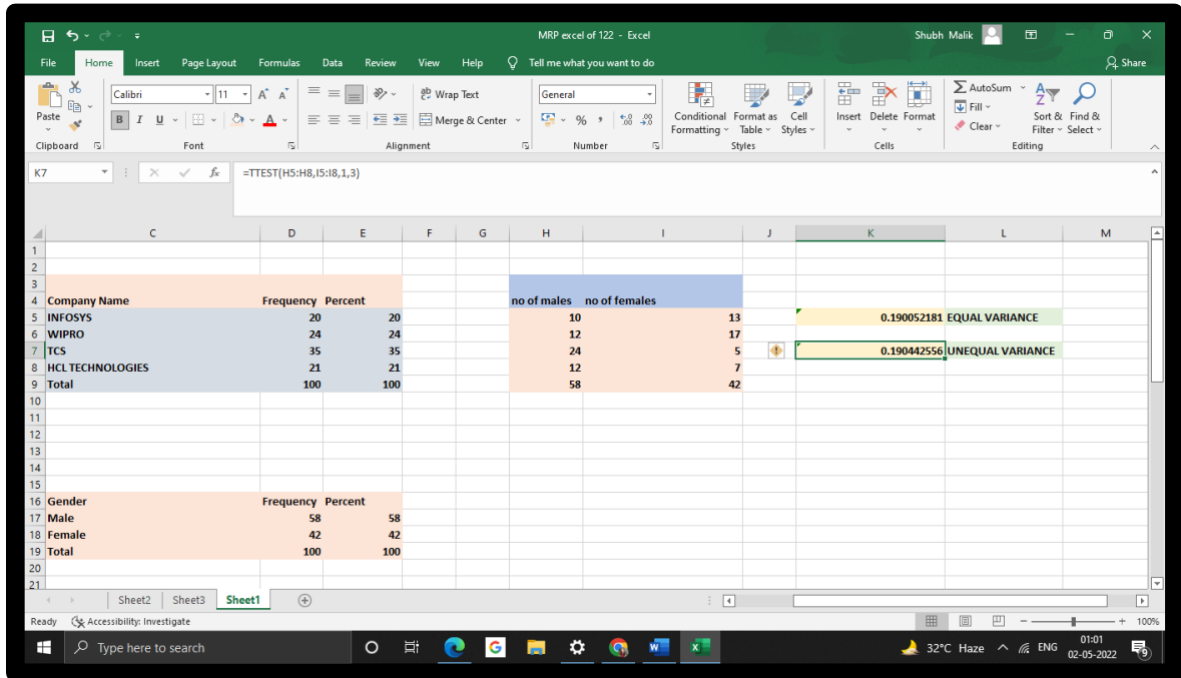 MRP excel of 122 - Excel
Shubh Malik
File Home Insert Page Layout Formulas Data Review View Help Tell me what you want to do Share
Paste
Calibri 11 A A
B I U A
Wrap Text
Merge & Center
General
% , .0 .00 .00 .0
Conditional Formatting
Format as Table
Cell Styles
Insert Delete Format
AutoSum
Fill
Clear
Sort & Filter
Find & Select
Clipboard Font Alignment Number Styles Cells Editing
K7 fx =TTEST(H5:H8,I5:I8,1,3)
C D E F G H I J K L M
1
2
3
4 Company Name Frequency Percent no of males no of females
5 INFOSYS 20 20 10 13 0.190052181 EQUAL VARIANCE
6 WIPRO 24 24 12 17
7 TCS 35 35 24 5 0.190442556 UNEQUAL VARIANCE
8 HCL TECHNOLOGIES 21 21 12 7
9 Total 100 100 58 42
10
11
12
13
14
15
16 Gender Frequency Percent
17 Male 58 58
18 Female 42 42
19 Total 100 100
20
21
Sheet2 Sheet3 Sheet1
Ready Accessibility: Investigate 100%
Type here to search 32°C Haze ENG 01:01
02-05-2022 9